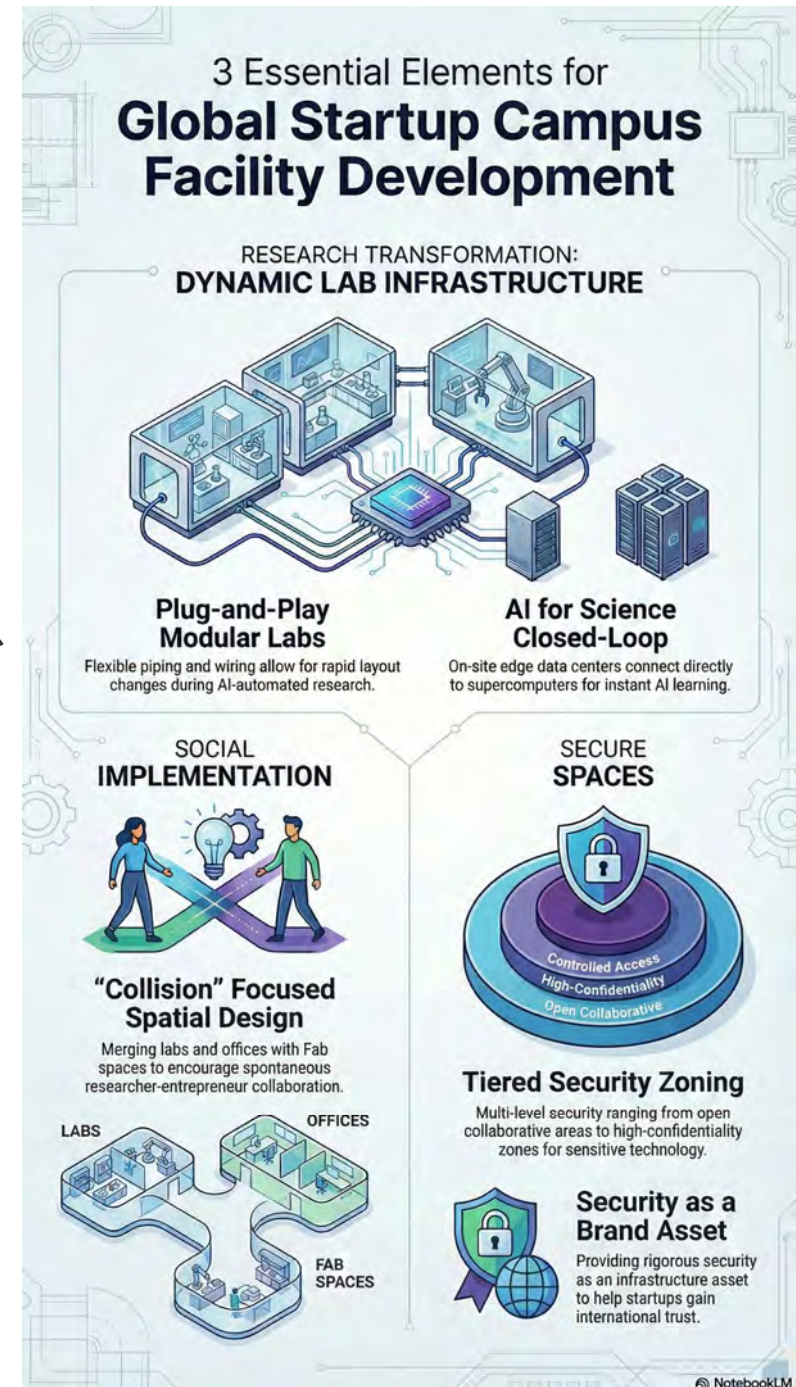 3 Essential Elements for
Global Startup Campus
Facility Development
RESEARCH TRANSFORMATION:
DYNAMIC LAB INFRASTRUCTURE
Plug-and-Play
Modular Labs
Flexible piping and wiring allow for rapid layout
changes during AI-automated research.
AI for Science
Closed-Loop
On-site edge data centers connect directly
to supercomputers for instant AI learning.
SOCIAL
IMPLEMENTATION
“Collision” Focused
Spatial Design
Merging labs and offices with Fab
spaces to encourage spontaneous
researcher-entrepreneur collaboration.
LABS
OFFICES
FAB
SPACES
SECURE
SPACES
Controlled Access
High-Confidentiality
Open Collaborative
Tiered Security Zoning
Multi-level security ranging from open
collaborative areas to high-confidentiality
zones for sensitive technology.
Security as a
Brand Asset
Providing rigorous security
as an infrastructure asset
to help startups gain
international trust.
NotebookLM